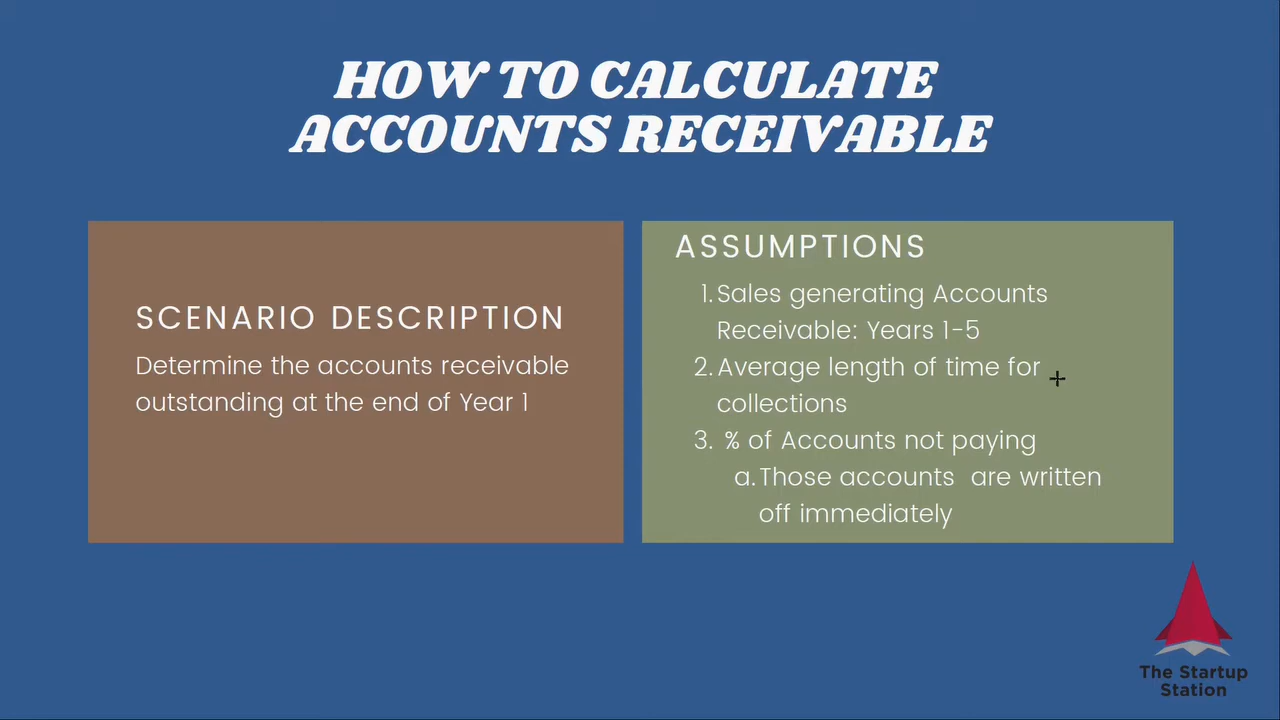 HOW TO CALCULATE
ACCOUNTS RECEIVABLE
SCENARIO DESCRIPTION
Determine the accounts receivable
outstanding at the end of Year 1
ASSUMPTIONS
1. Sales generating Accounts
Receivable: Years 1-5
2. Average length of time for
collections
3. % of Accounts not paying
a. Those accounts are written
off immediately
The Startup
Station